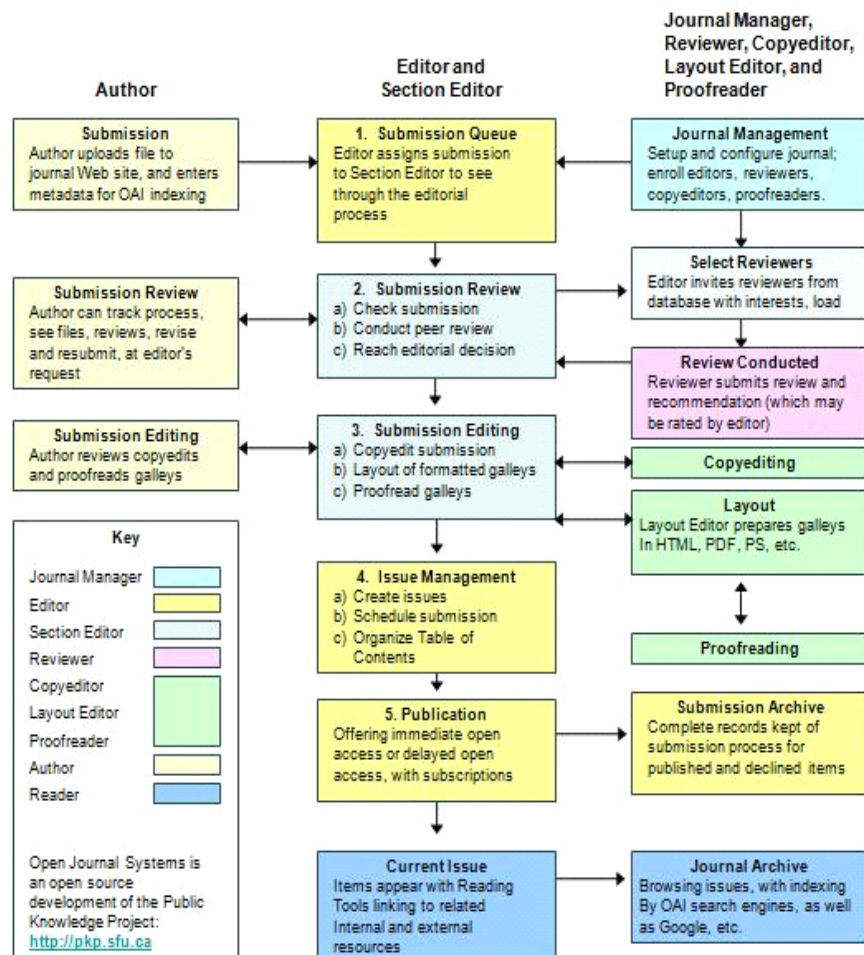 Author
Editor and
Section Editor
Journal Manager,
Reviewer, Copyeditor,
Layout Editor, and
Proofreader
Submission
Author uploads file to
journal Web site, and enters
metadata for OAI indexing
1. Submission Queue
Editor assigns submission
to Section Editor to see
through the editorial
process
Journal Management
Setup and configure journal;
enroll editors, reviewers,
copyeditors, proofreaders.
Submission Review
Author can track process,
see files, reviews, revise
and resubmit, at editor's
request
2. Submission Review
a) Check submission
b) Conduct peer review
c) Reach editorial decision
Select Reviewers
Editor invites reviewers from
database with interests, load
Review Conducted
Reviewer submits review and
recommendation (which may
be rated by editor)
Submission Editing
Author reviews copyedits
and proofreads galleys
3. Submission Editing
a) Copyedit submission
b) Layout of formatted galleys
c) Proofread galleys
Copyediting
Layout
Layout Editor prepares galleys
In HTML, PDF, PS, etc.
Proofreading
4. Issue Management
a) Create issues
b) Schedule submission
c) Organize Table of
Contents
5. Publication
Offering immediate open
access or delayed open
access, with subscriptions
Submission Archive
Complete records kept of
submission process for
published and declined items
Current Issue
Items appear with Reading
Tools linking to related
Internal and external
resources
Journal Archive
Browsing issues, with indexing
By OAI search engines, as well
as Google, etc.
Key
Journal Manager
Editor
Section Editor
Reviewer
Copyeditor
Layout Editor
Proofreader
Author
Reader
Open Journal Systems is
an open source
development of the Public
Knowledge Project:
http://pkp.sfu.ca